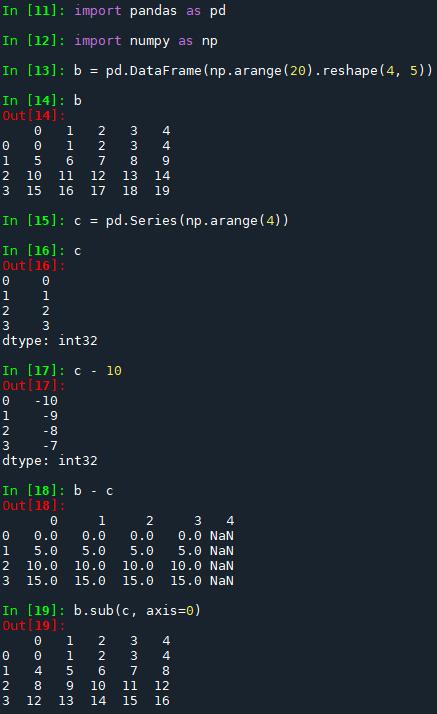 In [11]: import pandas as pd
In [12]: import numpy as np
In [13]: b = pd.DataFrame(np.arange(20).reshape(4, 5))
In [14]: b
Out[14]:
    0   1   2   3   4
0   0   1   2   3   4
1   5   6   7   8   9
2  10  11  12  13  14
3  15  16  17  18  19
In [15]: c = pd.Series(np.arange(4))
In [16]: c
Out[16]:
0    0
1    1
2    2
3    3
dtype: int32
In [17]: c - 10
Out[17]:
0   -10
1    -9
2    -8
3    -7
dtype: int32
In [18]: b - c
Out[18]:
      0     1     2     3   4
0   0.0   0.0   0.0   0.0 NaN
1   5.0   5.0   5.0   5.0 NaN
2  10.0  10.0  10.0  10.0 NaN
3  15.0  15.0  15.0  15.0 NaN
In [19]: b.sub(c, axis=0)
Out[19]:
    0   1   2   3   4
0   0   1   2   3   4
1   4   5   6   7   8
2   8   9  10  11  12
3  12  13  14  15  16